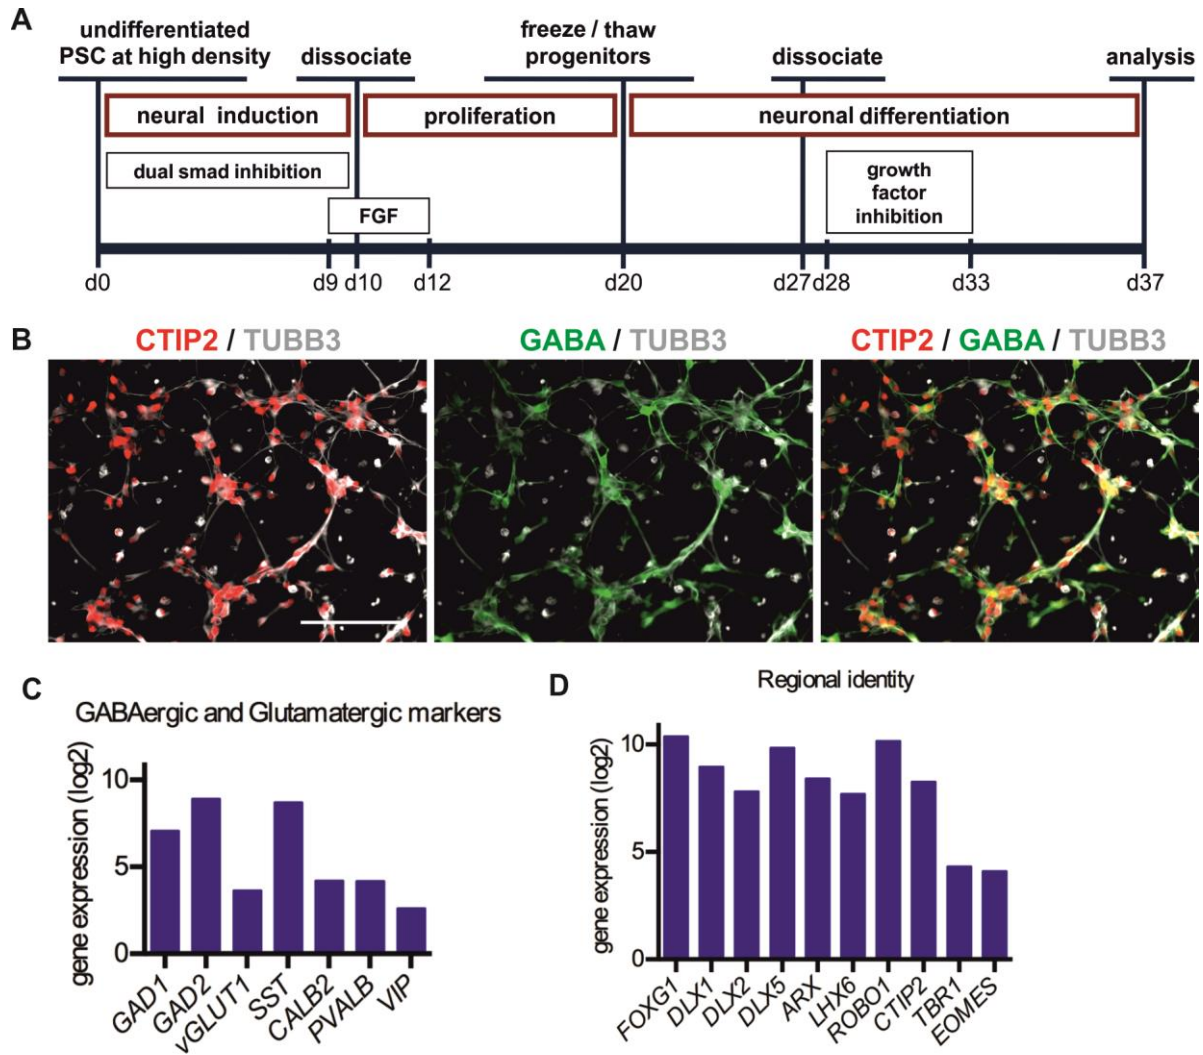 A
undifferentiated
PSC at high density
dissociate
freeze / thaw
progenitors
dissociate
analysis
neural induction
proliferation
neuronal differentiation
dual smad inhibition
FGF
growth
factor
inhibition
d0
d9
d10
d12
d20
d27
d28
d33
d37
B
CTIP2 / TUBB3
GABA / TUBB3
CTIP2 / GABA / TUBB3
C
GABAergic and Glutamatergic markers
gene expression (log2)
10
5
0
GAD1
GAD2
vGLUT1
SST
CALB2
PVALB
VIP
D
Regional identity
gene expression (log2)
10
5
0
FOXG1
DLX1
DLX2
DLX5
ARX
LHX6
ROBO1
CTIP2
TBR1
EOMES